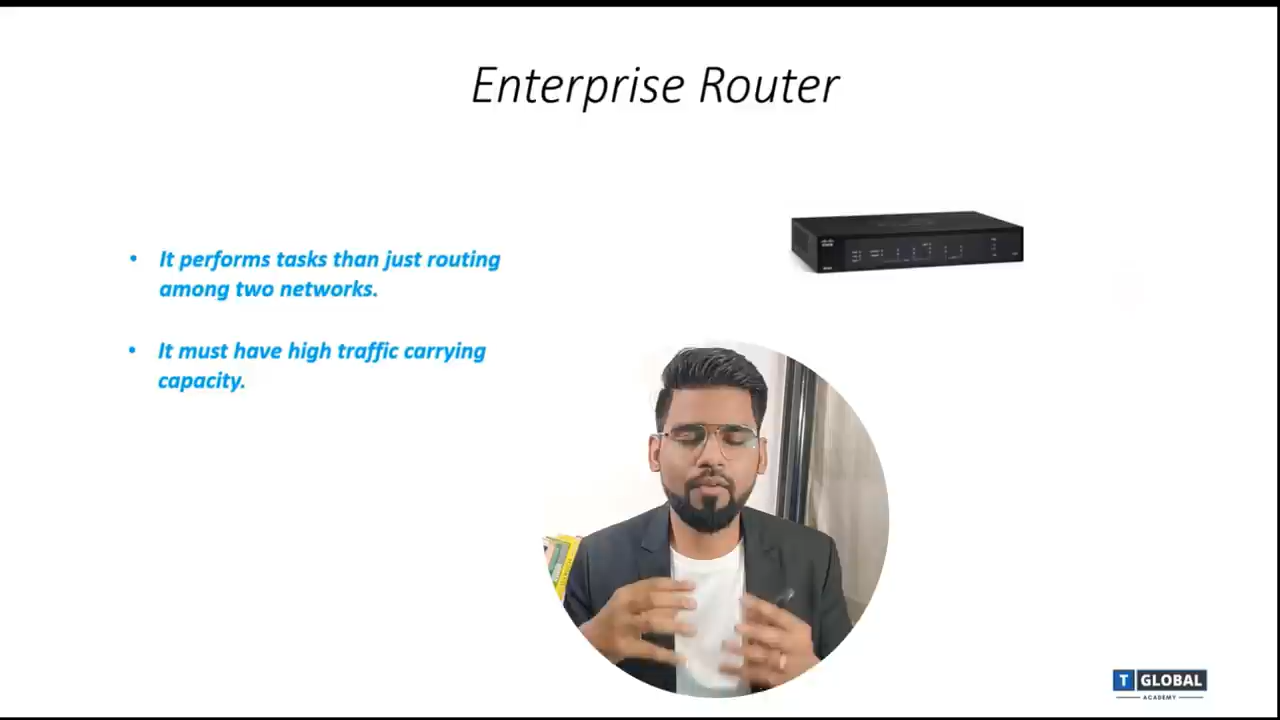 Enterprise Router
• It performs tasks than just routing
among two networks.
• It must have high traffic carrying
capacity.
T GLOBAL
ACADEMY